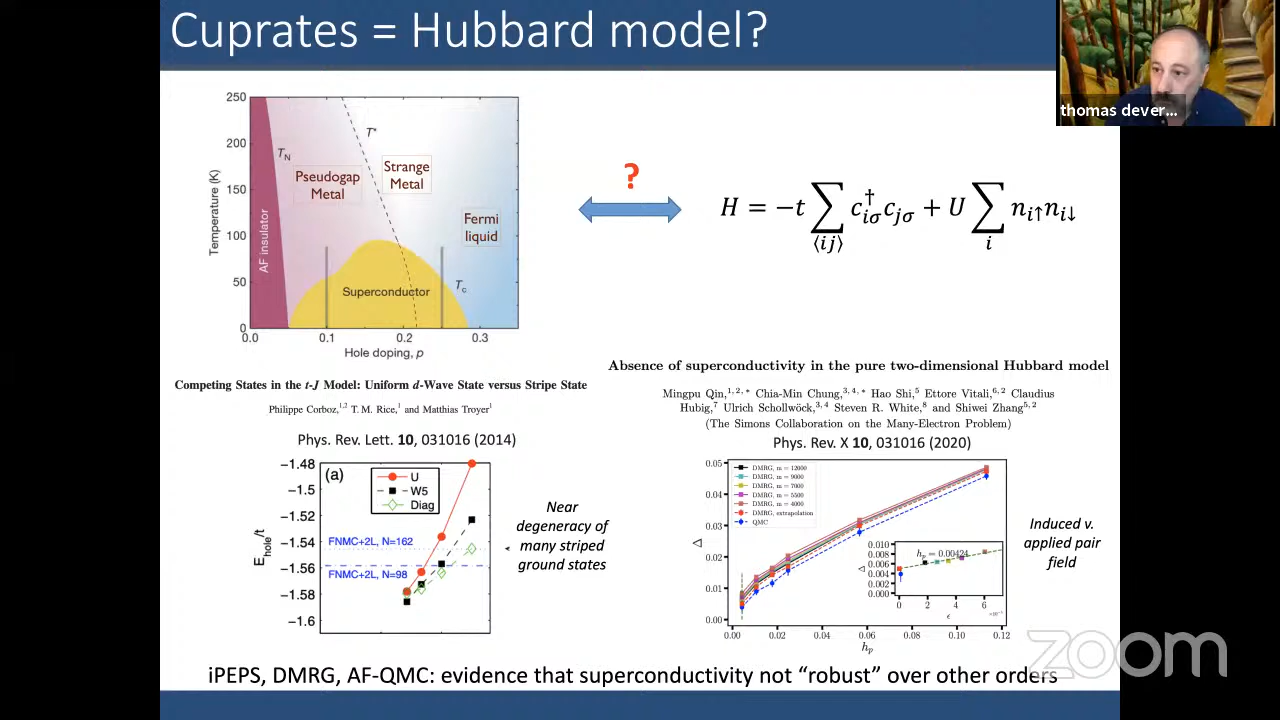 Cuprates = Hubbard model?
thomas dever...
250
200
150
100
50
0
Temperature (K)
0.0
0.1
0.2
0.3
Hole doping, p
AF insulator
T_N
Pseudogap
Metal
T*
Strange
Metal
Fermi
liquid
Superconductor
T_c
?
H = −t ∑⟨ij⟩ c†iσ cjσ + U ∑i ni↑ni↓
Competing States in the t-J Model: Uniform d-Wave State versus Stripe State
Philippe Corboz,1,2 T. M. Rice,1 and Matthias Troyer1
Phys. Rev. Lett. 10, 031016 (2014)
(a)
U
W5
Diag
−1.48
−1.5
−1.52
−1.54
−1.56
−1.58
−1.6
E_hole/t
FNMC+2L, N=162
FNMC+2L, N=98
Near
degeneracy of
many striped
ground states
Absence of superconductivity in the pure two-dimensional Hubbard model
Mingpu Qin,1, 2, * Chia-Min Chung,3, 4, * Hao Shi,5 Ettore Vitali,6, 2 Claudius
Hubig,7 Ulrich Schollwöck,3, 4 Steven R. White,8 and Shiwei Zhang5, 2
(The Simons Collaboration on the Many-Electron Problem)
Phys. Rev. X 10, 031016 (2020)
DMRG, m = 12000
DMRG, m = 9000
DMRG, m = 7000
DMRG, m = 5500
DMRG, m = 4000
DMRG, extrapolation
QMC
0.05
0.04
0.03
0.02
0.01
0.00
Δ
0.00
0.02
0.04
0.06
0.08
0.10
0.12
h_p
h_p = 0.00424
0.010
0.008
0.006
0.004
0.002
0.000
Δ
0
2
4
6
ϵ
Induced v.
applied pair
field
iPEPS, DMRG, AF-QMC: evidence that superconductivity not “robust” over other orders
zoom